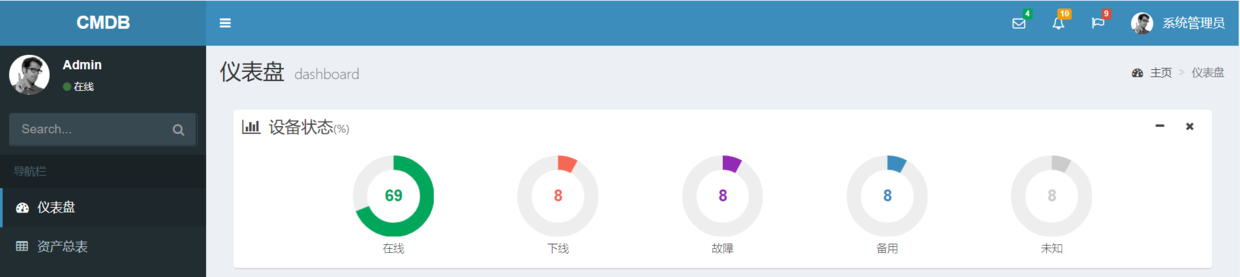 CMDB
4
10
9
系统管理员
Admin
在线
仪表盘 dashboard
主页 > 仪表盘
Search...
设备状态(%)
导航栏
69
8
8
8
8
仪表盘
在线
下线
故障
备用
未知
资产总表